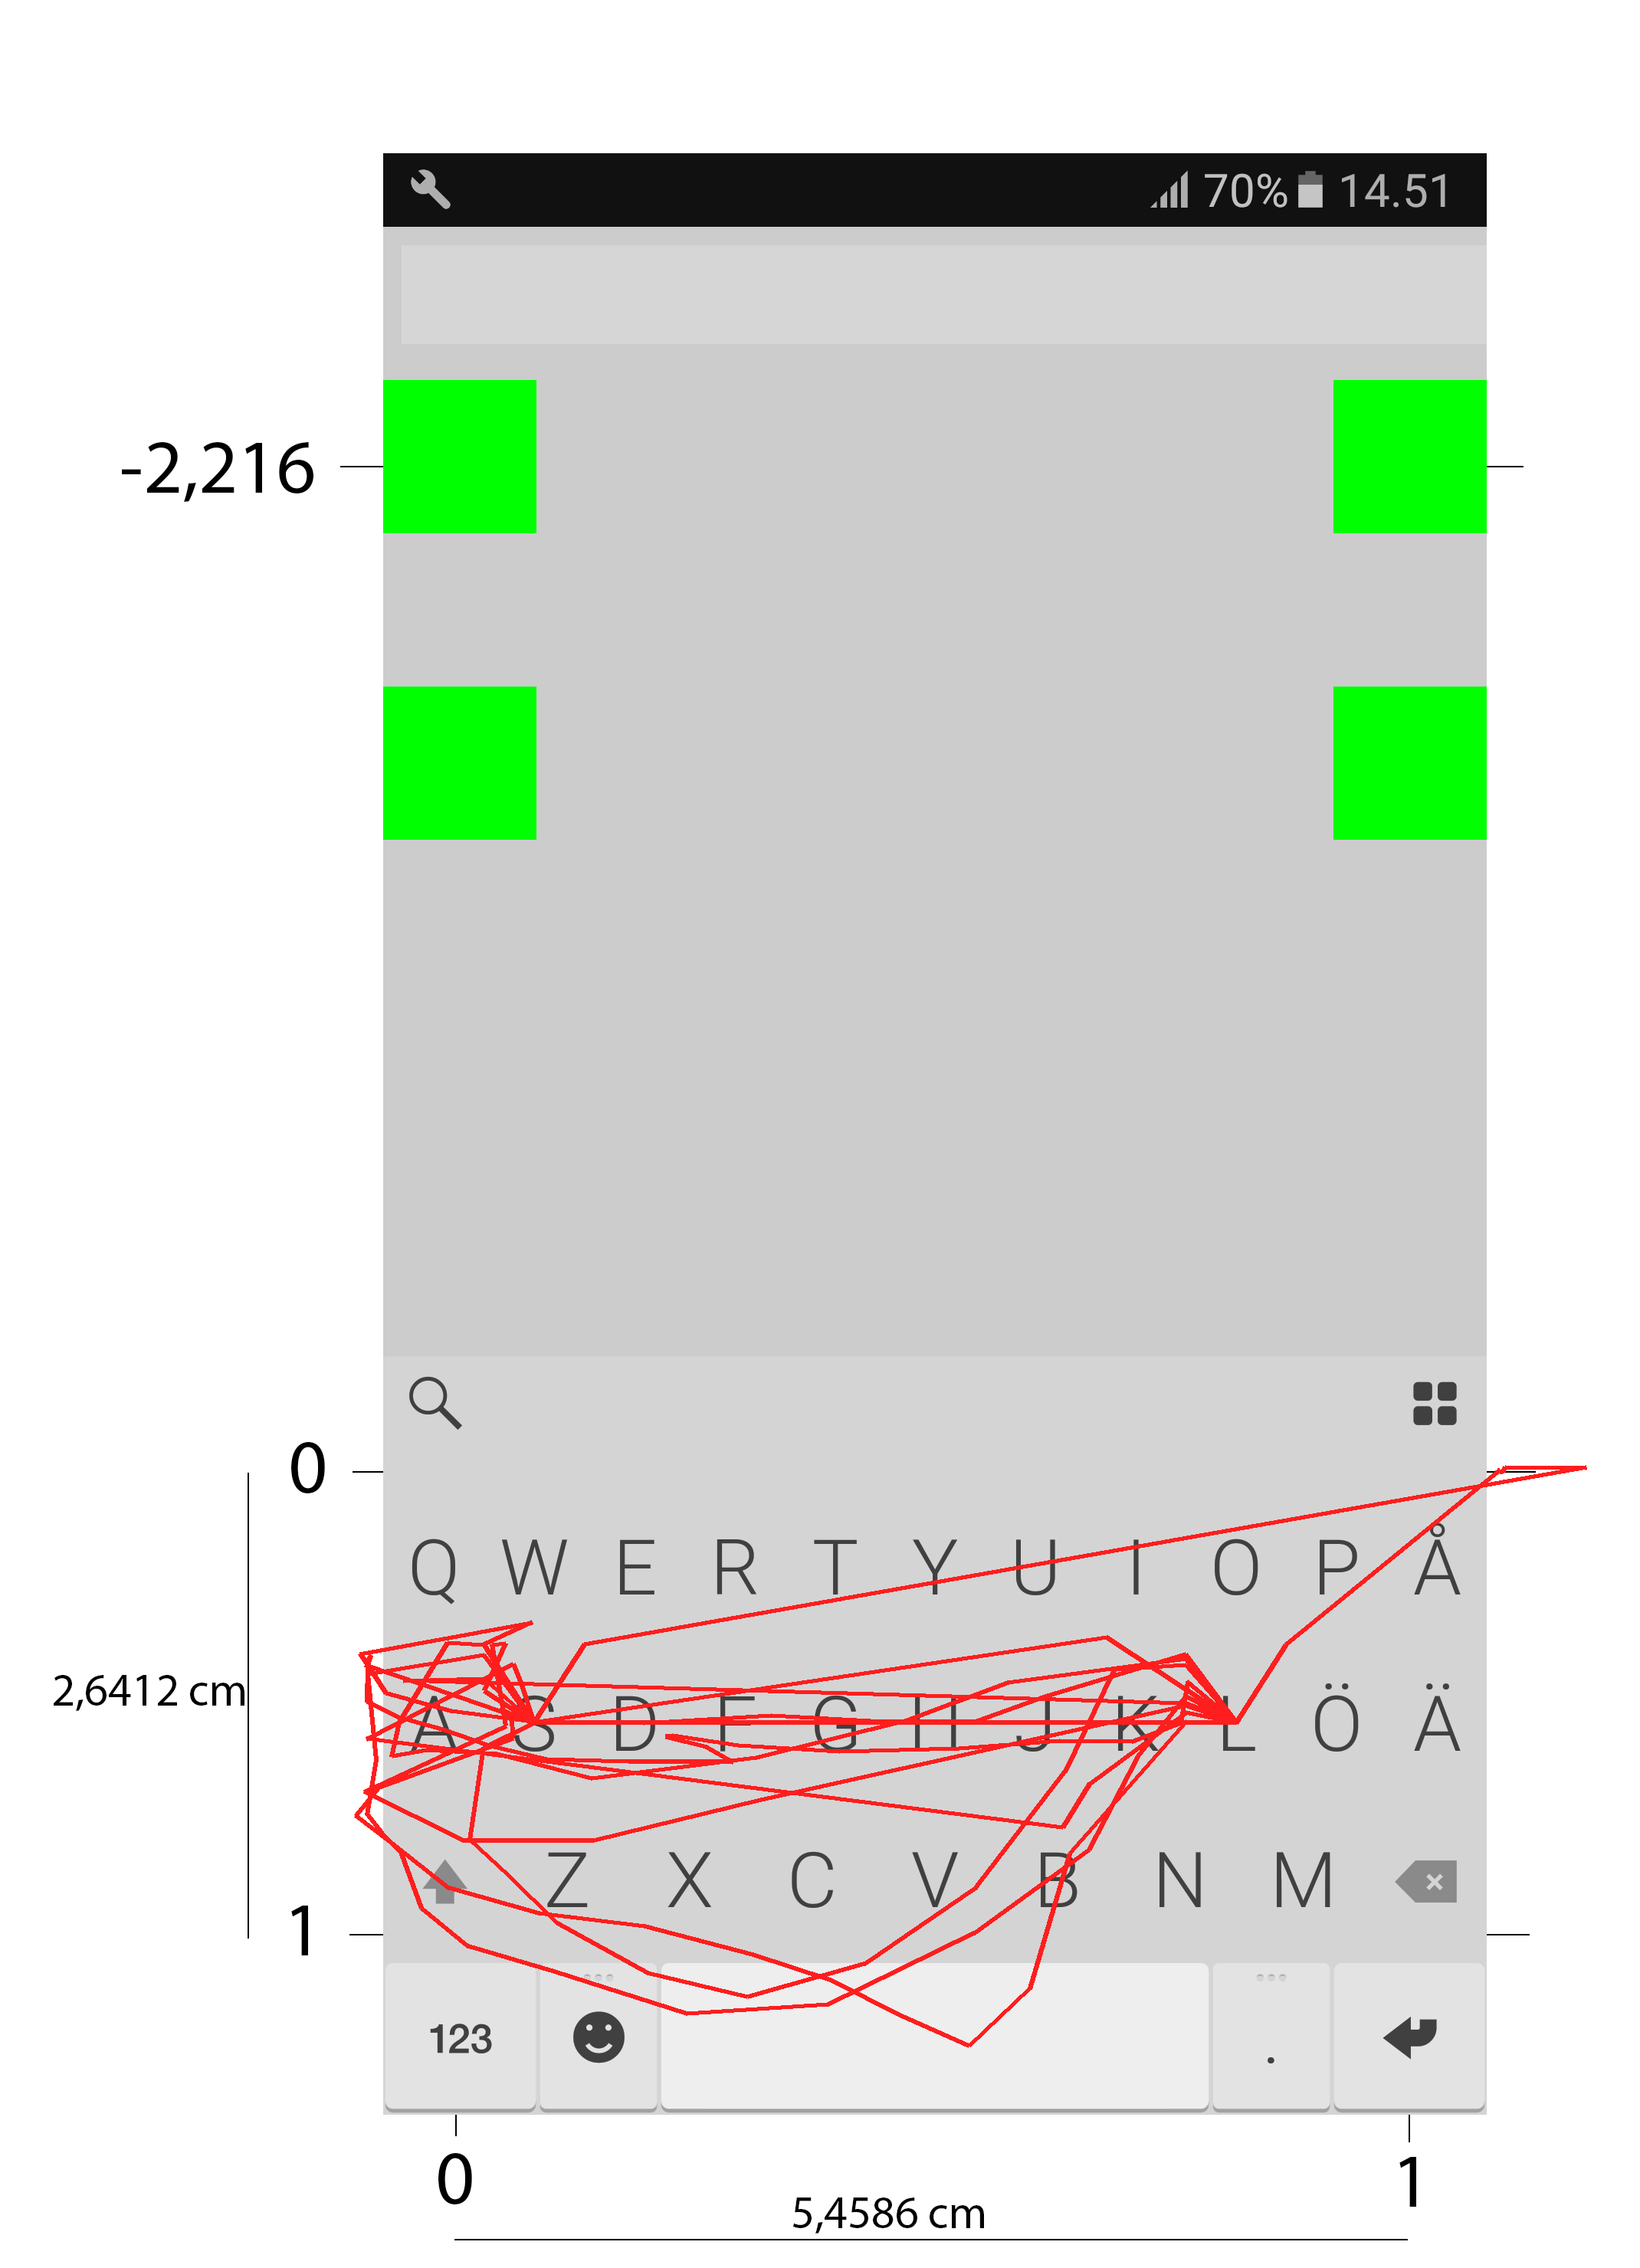 70% 14.51
-2,216
0
Q W E R T Y U I O P Å
2,6412 cm
A S D F G H J K L Ö Ä
Z X C V B N M
1
123 .
0 1
5,4586 cm